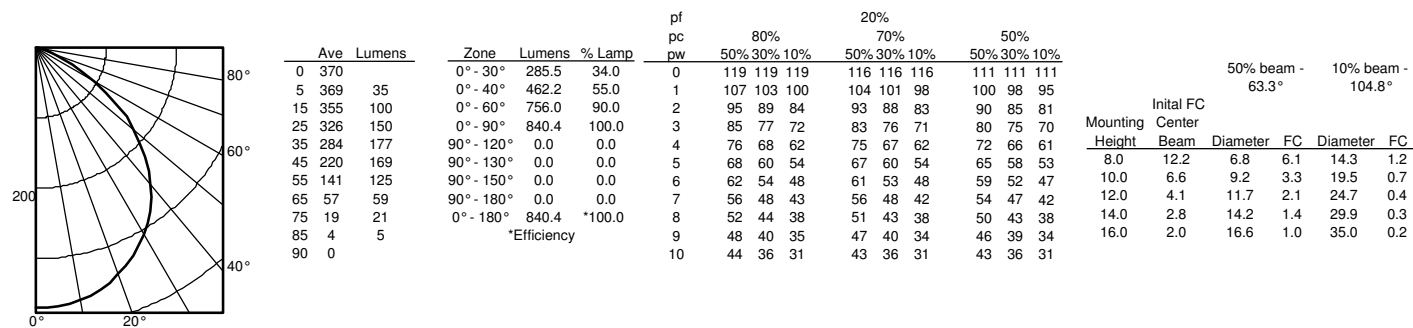 80°
60°
200
40°
0° 20°
Ave Lumens
0 370
5 369 35
15 355 100
25 326 150
35 284 177
45 220 169
55 141 125
65 57 59
75 19 21
85 4 5
90 0
Zone Lumens % Lamp
0° - 30° 285.5 34.0
0° - 40° 462.2 55.0
0° - 60° 756.0 90.0
0° - 90° 840.4 100.0
90° - 120° 0.0 0.0
90° - 130° 0.0 0.0
90° - 150° 0.0 0.0
90° - 180° 0.0 0.0
0° - 180° 840.4 *100.0
*Efficiency
pf 20%
pc 80% 70% 50%
pw 50% 30% 10% 50% 30% 10% 50% 30% 10%
0 119 119 119 116 116 116 111 111 111
1 107 103 100 104 101 98 100 98 95
2 95 89 84 93 88 83 90 85 81
3 85 77 72 83 76 71 80 75 70
4 76 68 62 75 67 62 72 66 61
5 68 60 54 67 60 54 65 58 53
6 62 54 48 61 53 48 59 52 47
7 56 48 43 56 48 42 54 47 42
8 52 44 38 51 43 38 50 43 38
9 48 40 35 47 40 34 46 39 34
10 44 36 31 43 36 31 43 36 31
50% beam - 10% beam -
63.3° 104.8°
Inital FC
Mounting Center
Height Beam Diameter FC Diameter FC
8.0 12.2 6.8 6.1 14.3 1.2
10.0 6.6 9.2 3.3 19.5 0.7
12.0 4.1 11.7 2.1 24.7 0.4
14.0 2.8 14.2 1.4 29.9 0.3
16.0 2.0 16.6 1.0 35.0 0.2